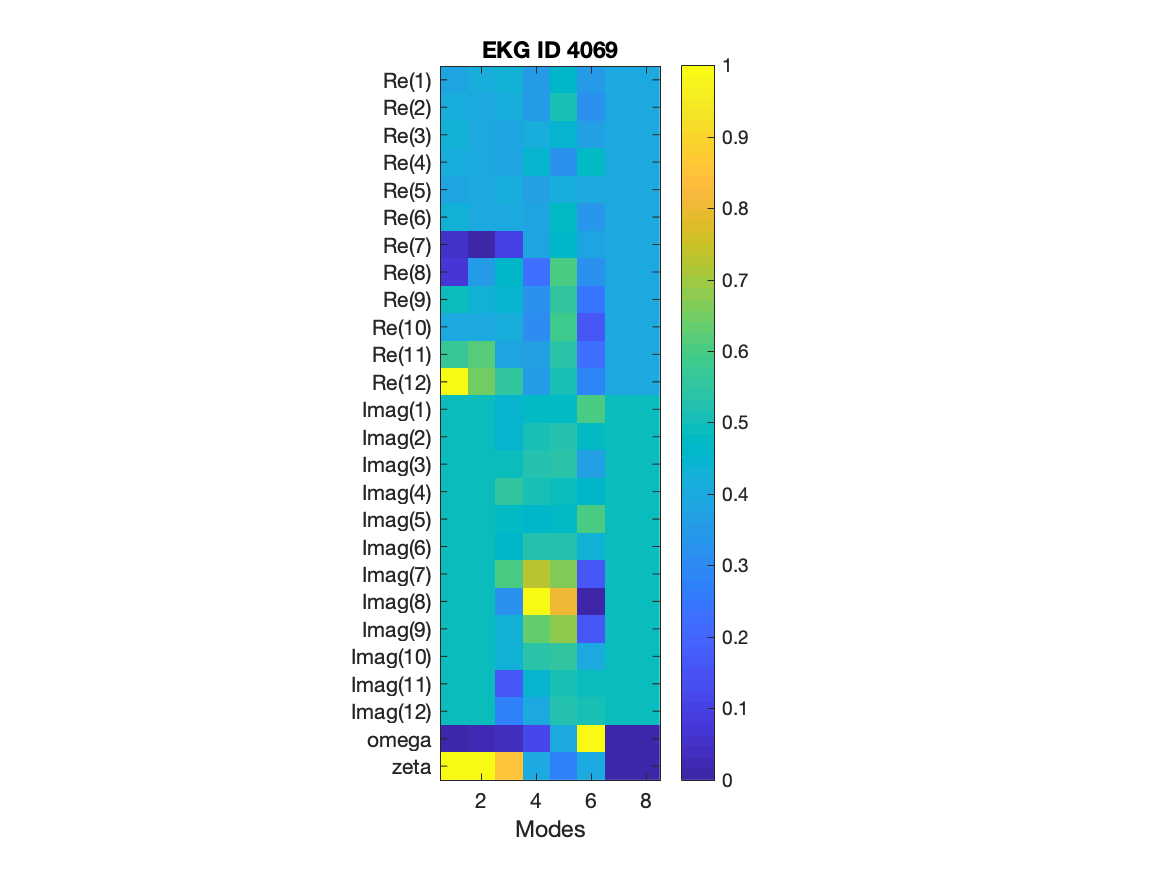 EKG ID 4069
Re(1)
Re(2)
Re(3)
Re(4)
Re(5)
Re(6)
Re(7)
Re(8)
Re(9)
Re(10)
Re(11)
Re(12)
Imag(1)
Imag(2)
Imag(3)
Imag(4)
Imag(5)
Imag(6)
Imag(7)
Imag(8)
Imag(9)
Imag(10)
Imag(11)
Imag(12)
omega
zeta
2 4 6 8
Modes
1
0.9
0.8
0.7
0.6
0.5
0.4
0.3
0.2
0.1
0